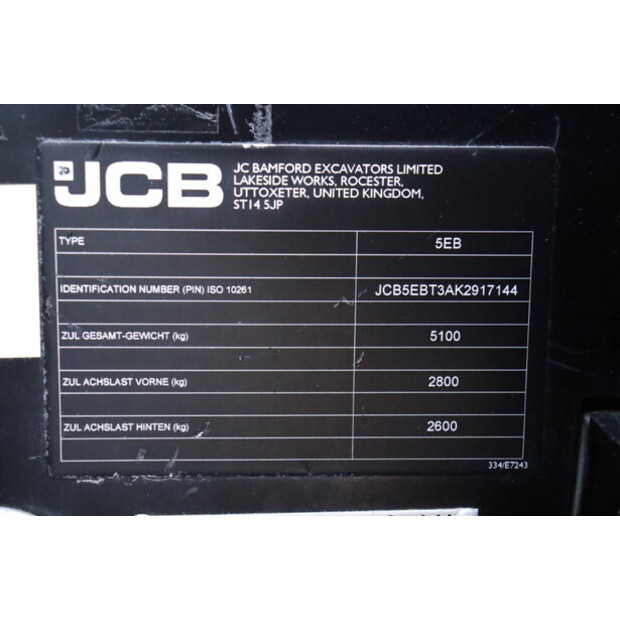 JCB
JC BAMFORD EXCAVATORS LIMITED
LAKESIDE WORKS, ROCESTER,
UTTOXETER, UNITED KINGDOM,
ST14 5JP
TYPE 5EB
IDENTIFICATION NUMBER (PIN) ISO 10261 JCB5EBT3AK2917144
ZUL GESAMT-GEWICHT (kg) 5100
ZUL ACHSLAST VORNE (kg) 2800
ZUL ACHSLAST HINTEN (kg) 2600
334/E7243